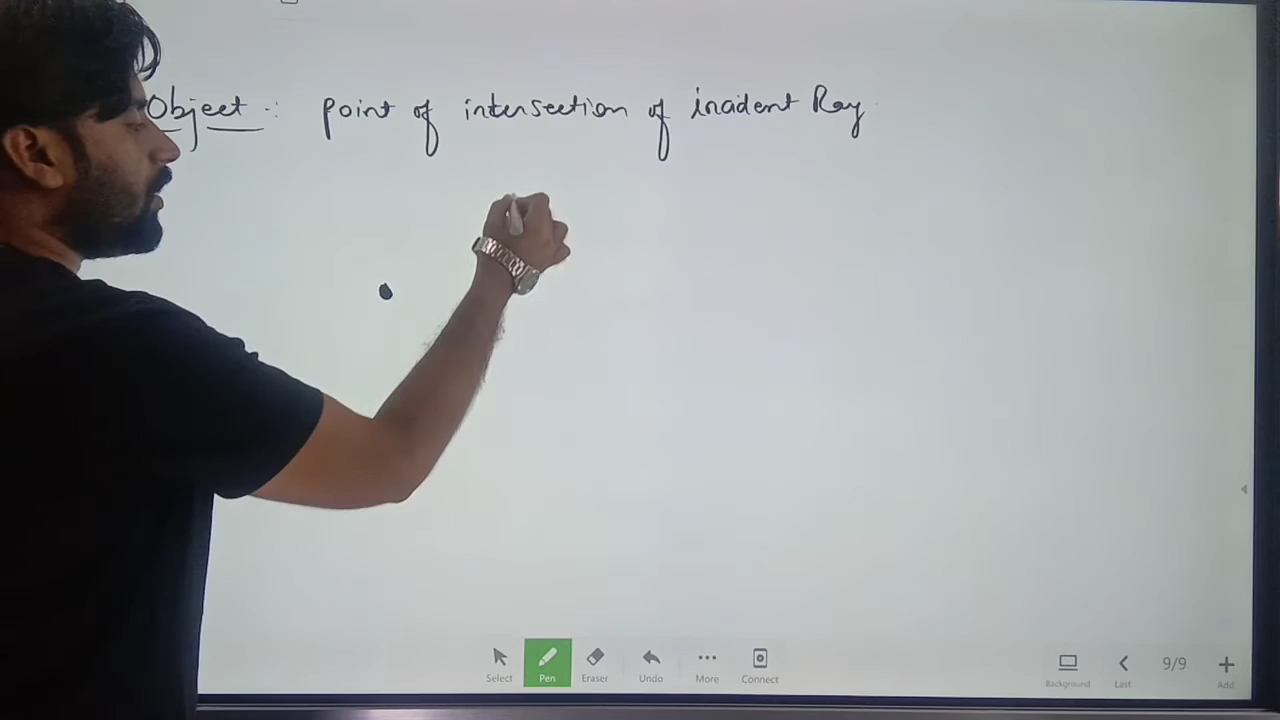 Object : Point of intersection of incident Ray
Select Pen Eraser Undo More Connect
Background Last 9/9 Add